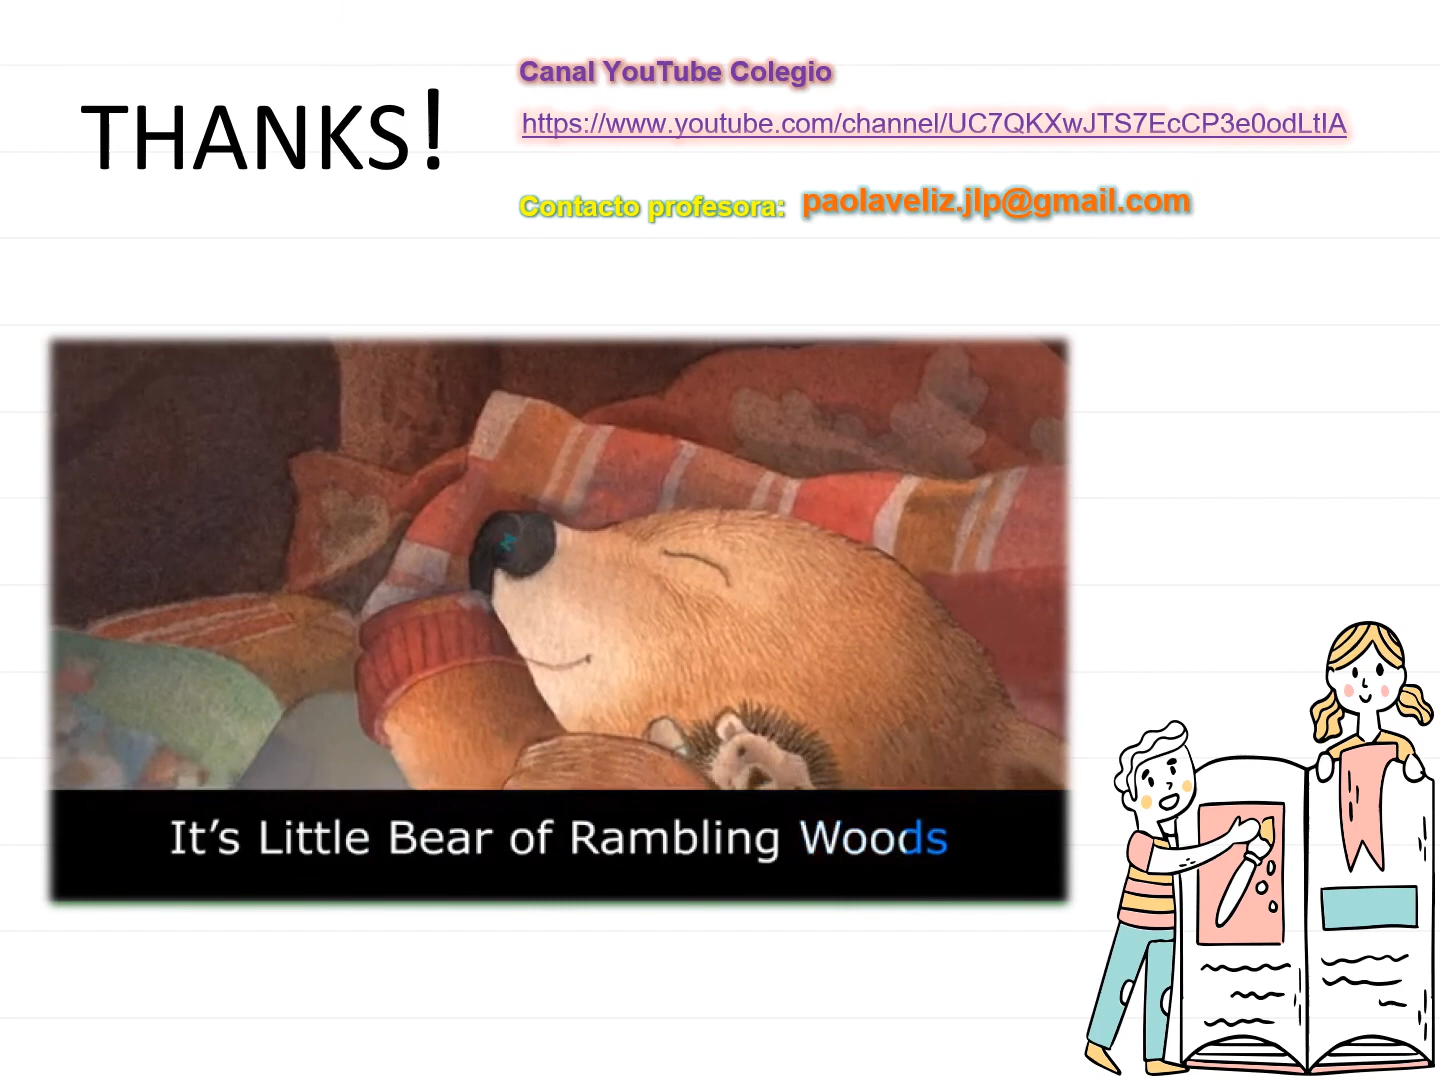 THANKS!
Canal YouTube Colegio
https://www.youtube.com/channel/UC7QKXwJTS7EcCP3e0odLtIA
Contacto profesora: paolaveliz.jlp@gmail.com
It's Little Bear of Rambling Woods